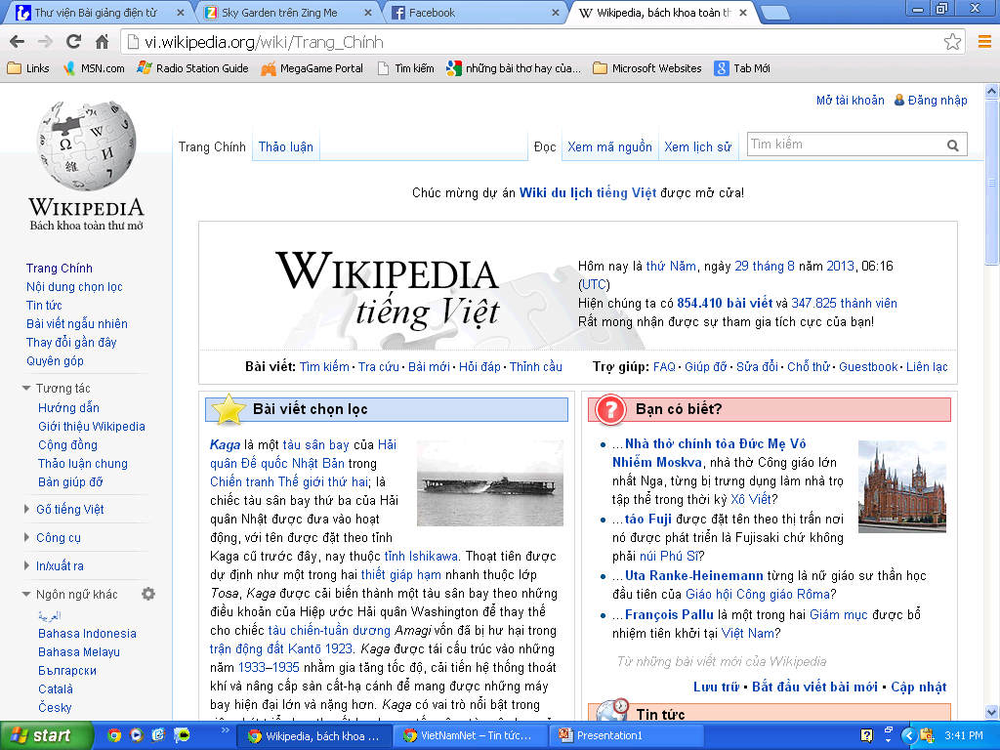 Thư viện Bài giảng điện tử
Sky Garden trên Zing Me
Facebook
Wikipedia, bách khoa toàn th
vi.wikipedia.org/wiki/Trang_Chính
Links
MSN.com
Radio Station Guide
MegaGame Portal
Tìm kiếm
những bài thơ hay của...
Microsoft Websites
Tab Mới
Mở tài khoản
Đăng nhập
WIKIPEDIA
Bách khoa toàn thư mở
Trang Chính
Thảo luận
Đọc
Xem mã nguồn
Xem lịch sử
Tìm kiếm
Trang Chính
Nội dung chọn lọc
Tin tức
Bài viết ngẫu nhiên
Thay đổi gần đây
Quyên góp
Tương tác
Hướng dẫn
Giới thiệu Wikipedia
Cộng đồng
Thảo luận chung
Bàn giúp đỡ
Gõ tiếng Việt
Công cụ
In/xuất ra
Ngôn ngữ khác
العربية
Bahasa Indonesia
Bahasa Melayu
Български
Català
Česky
Chúc mừng dự án Wiki du lịch tiếng Việt được mở cửa!
WIKIPEDIA
tiếng Việt
Hôm nay là thứ Năm, ngày 29 tháng 8 năm 2013, 06:16
(UTC)
Hiện chúng ta có 854.410 bài viết và 347.825 thành viên
Rất mong nhận được sự tham gia tích cực của bạn!
Bài viết: Tìm kiếm · Tra cứu · Bài mới · Hỏi đáp · Thỉnh cầu
Trợ giúp: FAQ · Giúp đỡ · Sửa đổi · Chỗ thử · Guestbook · Liên lạc
Bài viết chọn lọc
Kaga là một tàu sân bay của Hải
quân Đế quốc Nhật Bản trong
Chiến tranh Thế giới thứ hai; là
chiếc tàu sân bay thứ ba của Hải
quân Nhật được đưa vào hoạt
động, với tên được đặt theo tỉnh
Kaga cũ trước đây, nay thuộc tỉnh Ishikawa. Thoạt tiên được
dự định như một trong hai thiết giáp hạm nhanh thuộc lớp
Tosa, Kaga được cải biến thành một tàu sân bay theo những
điều khoản của Hiệp ước Hải quân Washington để thay thế
cho chiếc tàu chiến-tuần dương Amagi vốn đã bị hư hại trong
trận động đất Kantō 1923. Kaga được tái cấu trúc vào những
năm 1933–1935 nhằm gia tăng tốc độ, cải tiến hệ thống thoát
khí và nâng cấp sàn cất-hạ cánh để mang được những máy
bay hiện đại lớn và nặng hơn. Kaga có vai trò nổi bật trong
Bạn có biết?
...Nhà thờ chính tòa Đức Mẹ Vô
Nhiễm Moskva, nhà thờ Công giáo lớn
nhất Nga, từng bị trưng dụng làm nhà trọ
tập thể trong thời kỳ Xô Viết?
...táo Fuji được đặt tên theo thị trấn nơi
nó được phát triển là Fujisaki chứ không
phải núi Phú Sĩ?
...Uta Ranke-Heinemann từng là nữ giáo sư thần học
đầu tiên của Giáo hội Công giáo Rôma?
...François Pallu là một trong hai Giám mục được bổ
nhiệm tiên khởi tại Việt Nam?
Từ những bài viết mới của Wikipedia
Lưu trữ • Bắt đầu viết bài mới • Cập nhật
Tin tức
start
Wikipedia, bách khoa ...
VietNamNet – Tin tức...
Presentation1
3:41 PM